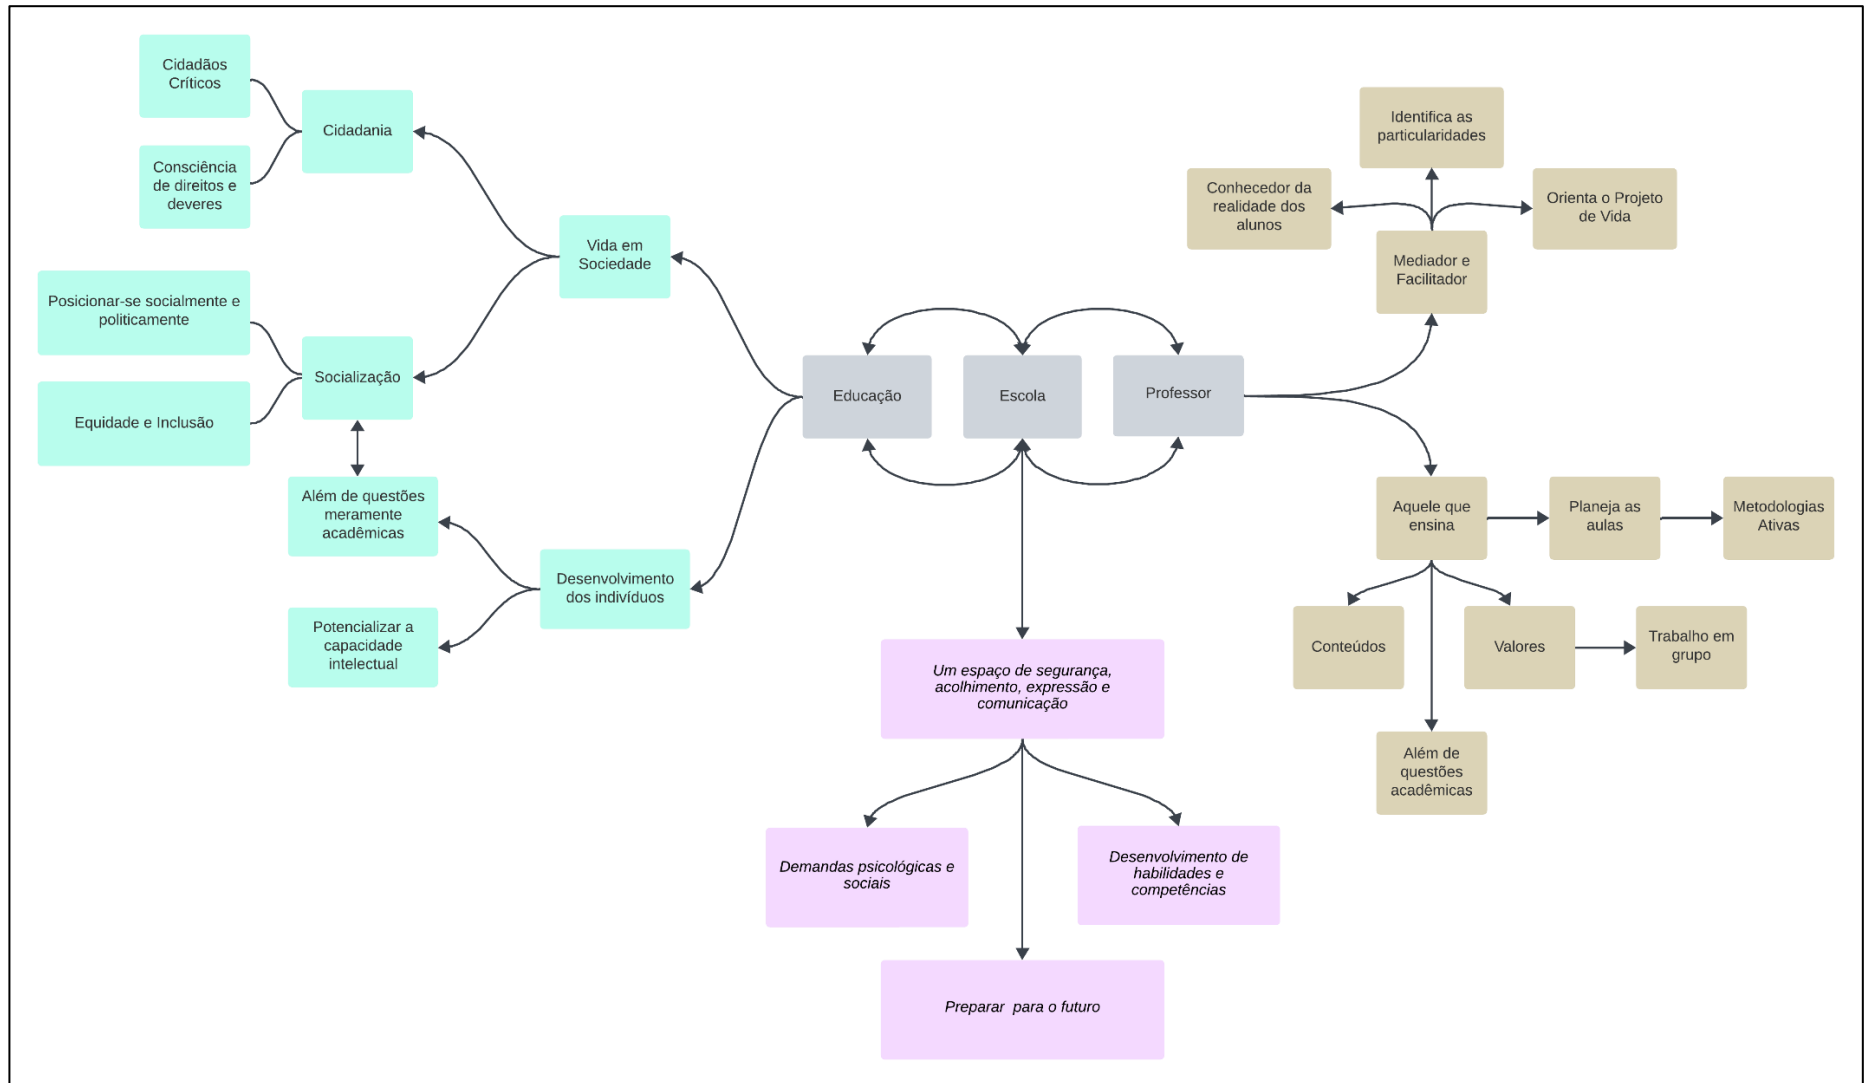 Cidadãos
Críticos
Cidadania
Consciência
de direitos e
deveres
Vida em
Sociedade
Posicionar-se socialmente e
politicamente
Socialização
Equidade e Inclusão
Além de questões
meramente
acadêmicas
Desenvolvimento
dos indivíduos
Potencializar a
capacidade
intelectual
Educação
Escola
Professor
Um espaço de segurança,
acolhimento, expressão e
comunicação
Demandas psicológicas e
sociais
Desenvolvimento de
habilidades e
competências
Preparar para o futuro
Identifica as
particularidades
Conhecedor da
realidade dos
alunos
Orienta o Projeto
de Vida
Mediador e
Facilitador
Aquele que
ensina
Planeja as
aulas
Metodologias
Ativas
Conteúdos
Valores
Trabalho em
grupo
Além de
questões
acadêmicas